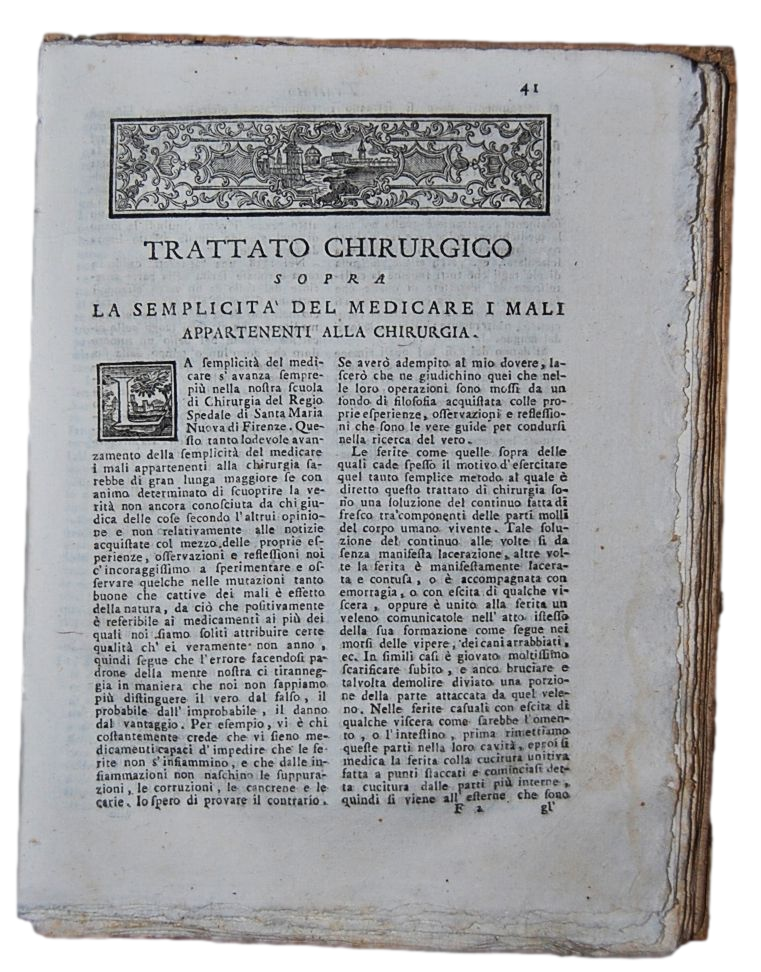 41
TRATTATO CHIRURGICO
SOPRA
LA SEMPLICITA' DEL MEDICARE I MALI
APPARTENENTI ALLA CHIRURGIA.
LA ſemplicità del medi-
care s'avanza ſempre-
più nella noſtra ſcuola
di Chirurgia del Regio
Spedale di Santa Maria
Nuova di Firenze. Que-
ſto tanto lodevole avan-
zamento della ſemplicità del medicare
i mali appartenenti alla chirurgia ſa-
rebbe di gran lunga maggiore ſe con
animo determinato di ſcuoprire la ve-
rità non ancora conoſciuta da chi giu-
dica delle coſe ſecondo l'altrui opinio-
ne e non relativamente alle notizie
acquiſtate col mezzo delle proprie eſ-
perienze, oſſervazioni e refleſſioni noi
c'incoraggiſſimo a ſperimentare e oſ-
ſervare quelche nelle mutazioni tanto
buone che cattive dei mali è effetto
della natura, da ciò che poſitivamente
è referibile ai medicamenti ai più dei
quali noi ſiamo ſoliti attribuire certe
qualità ch'ei veramente non anno,
quindi ſegue che l'errore facendoſi pa-
drone della mente noſtra ci tiranneg-
gia in maniera che noi non ſappiamo
più diſtinguere il vero dal falſo, il
probabile dall'improbabile, il danno
dal vantaggio. Per eſempio, vi è chi
coſtantemente crede che vi ſieno me-
dicamenti capaci d'impedire che le fe-
rite non s'infiammino, e che dalle in-
fiammazioni non naſchino le ſuppura-
zioni, le corruzioni, le cancrene e le
carie. Io ſpero di provare il contrario.
Se averò adempito al mio dovere, la-
ſcerò che ne giudichino quei che nel-
le loro operazioni ſono moſſi da un
fondo di filoſofia acquiſtata colle pro-
prie eſperienze, oſſervazioni e refleſſio-
ni che ſono le vere guide per condurſi
nella ricerca del vero.
Le ferite come quelle ſopra delle
quali cade ſpeſſo il motivo d'eſercitare
quel tanto ſemplice metodo al quale è
diretto queſto trattato di chirurgia ſo-
no una ſoluzione del continuo fatta di
freſco tra'componenti delle parti molli
del corpo umano vivente. Tale ſolu-
zione del continuo alle volte ſi da
ſenza manifeſta lacerazione, altre vol-
te la ferita è manifeſtamente lacera-
ta e contuſa, o è accompagnata con
emorragia, o con eſcita di qualche vi-
ſcera, oppure è unito alla ferita un
veleno comunicatole nell'atto iſteſſo
della ſua formazione come ſegue nei
morſi delle vipere, dei cani arrabbiati,
ec. In ſimili caſi è giovato moltiſſimo
ſcarificare ſubito, e anco bruciare e
talvolta demolire diviato una porzio-
ne della parte attaccata da quel vele-
no. Nelle ferite caſuali con eſcita di
qualche viſcera come ſarebbe l'omen-
to, o l'inteſtino, prima rimettiamo
queſte parti nella loro cavità, eppoi ſi
medica la ferita colla cucitura unitiva
fatta a punti ſtaccati e cominciaſi det-
ta cucitura dalle parti più interne,
quindi ſi viene all'eſterne che ſono
F 2
gl'